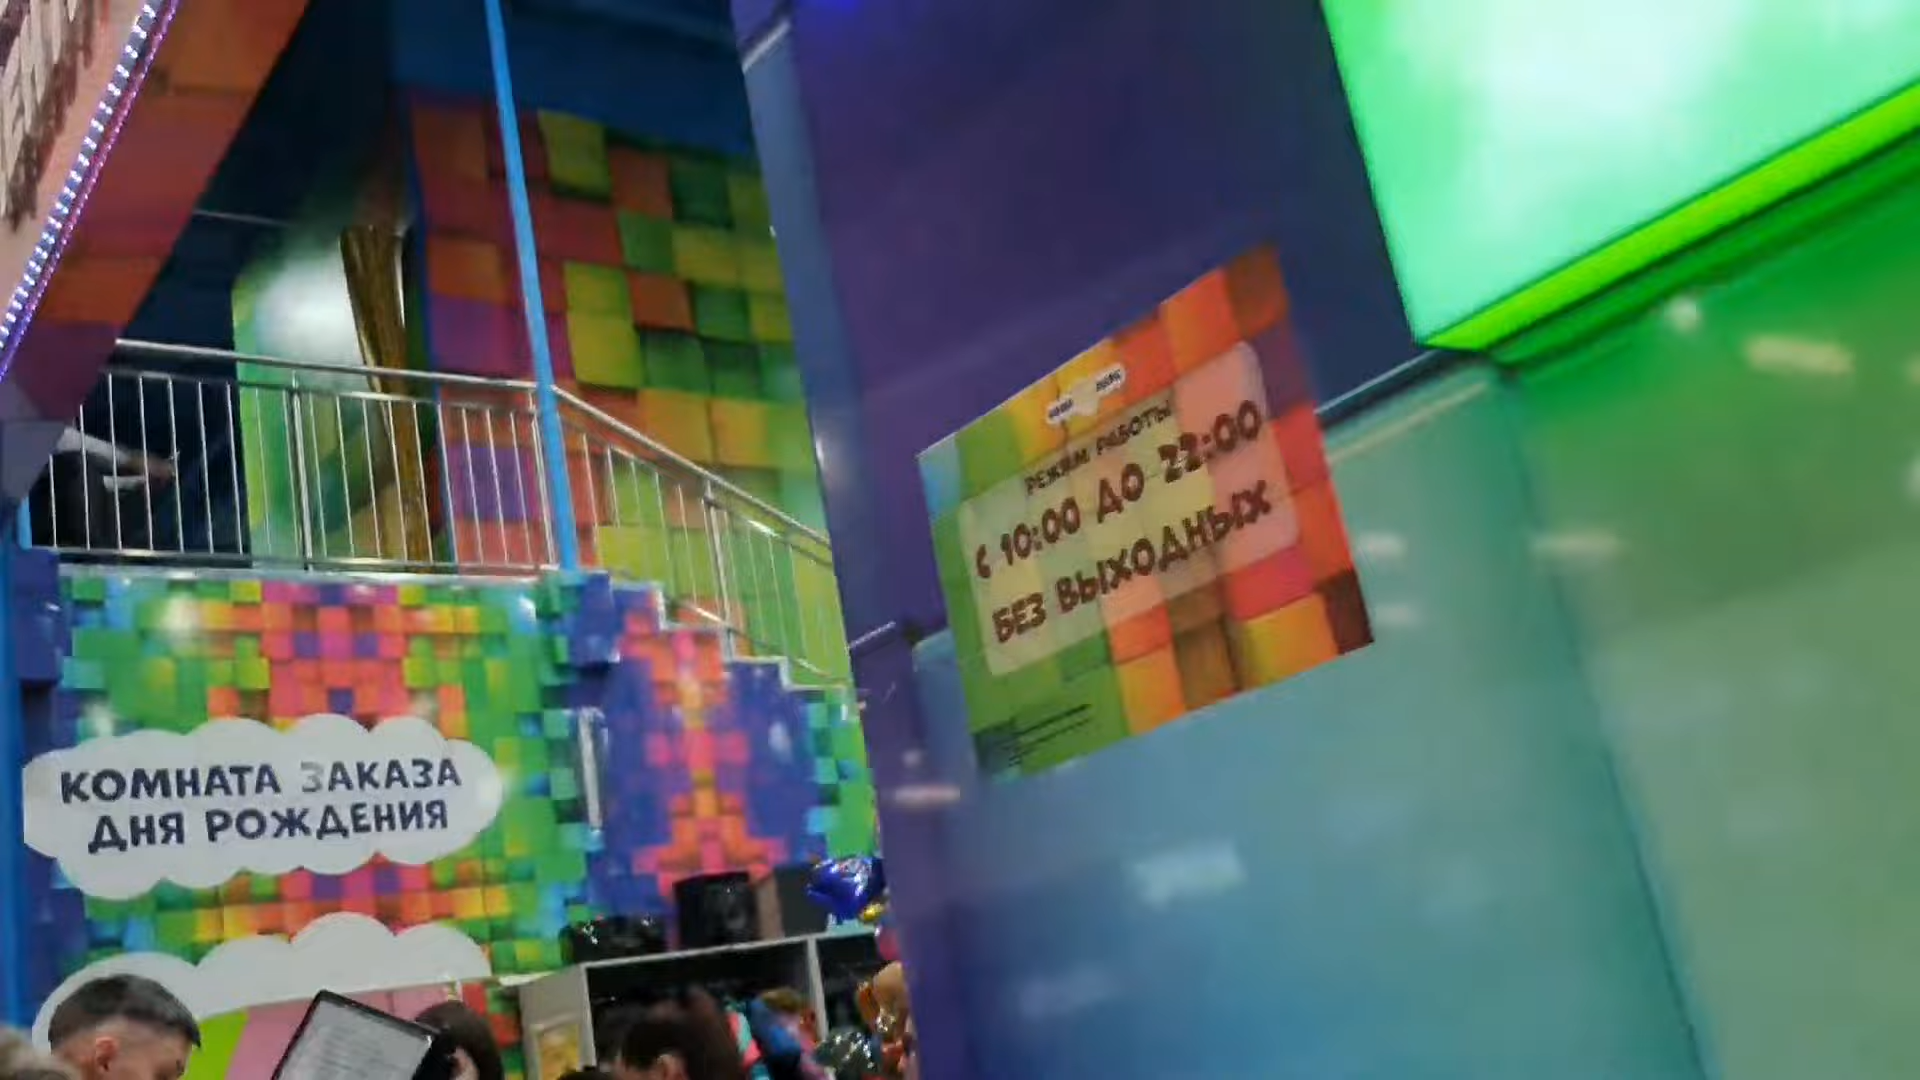 РЕЖИМ РАБОТЫ
С 10:00 ДО 22:00
БЕЗ ВЫХОДНЫХ
КОМНАТА ЗАКАЗА
ДНЯ РОЖДЕНИЯ